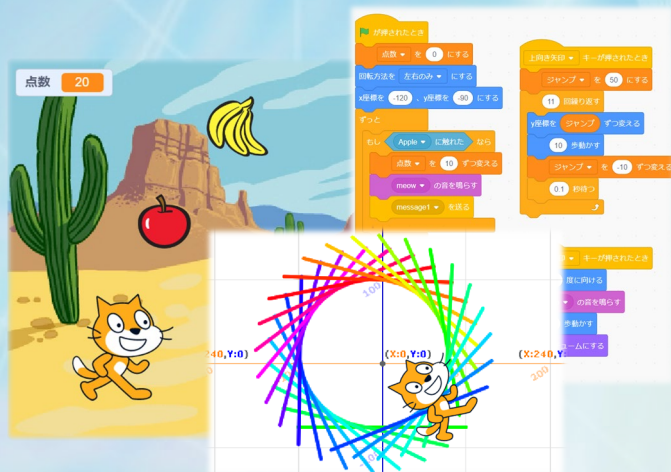 点数 20
が押されたとき
点数 を 0 にする
回転方法を 左右のみ にする
x座標を -120 、y座標を -90 にする
ずっと
もし Apple に触れた なら
点数 を 10 ずつ変える
meow の音を鳴らす
message1 を送る
上向き矢印 キーが押されたとき
ジャンプ を 50 にする
11 回繰り返す
y座標を ジャンプ ずつ変える
10 歩動かす
ジャンプ を -10 ずつ変える
0.1 秒待つ
キーが押されたとき
度に向ける
の音を鳴らす
歩動かす
ームにする
100
240,Y:0)
(X:0,Y:0)
(X:240,Y:
200